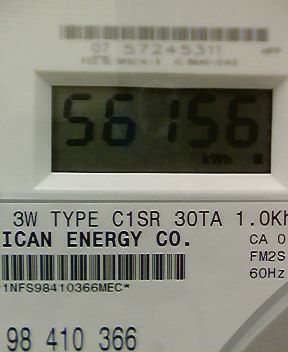 07 57245311
56156
kWh
3W TYPE C1SR 30TA 1.0Kh
ICAN ENERGY CO.
CA 0
FM2S
60Hz
1NFS98410366MEC*
98 410 366